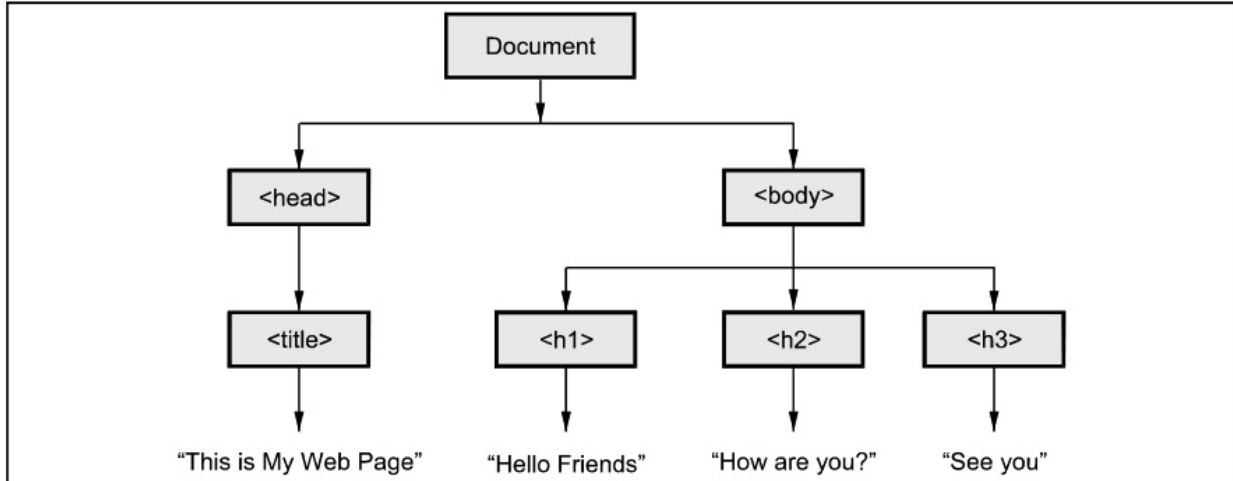 Document
<head>
<body>
<title>
<h1>
<h2>
<h3>
“This is My Web Page”
“Hello Friends”
“How are you?”
“See you”